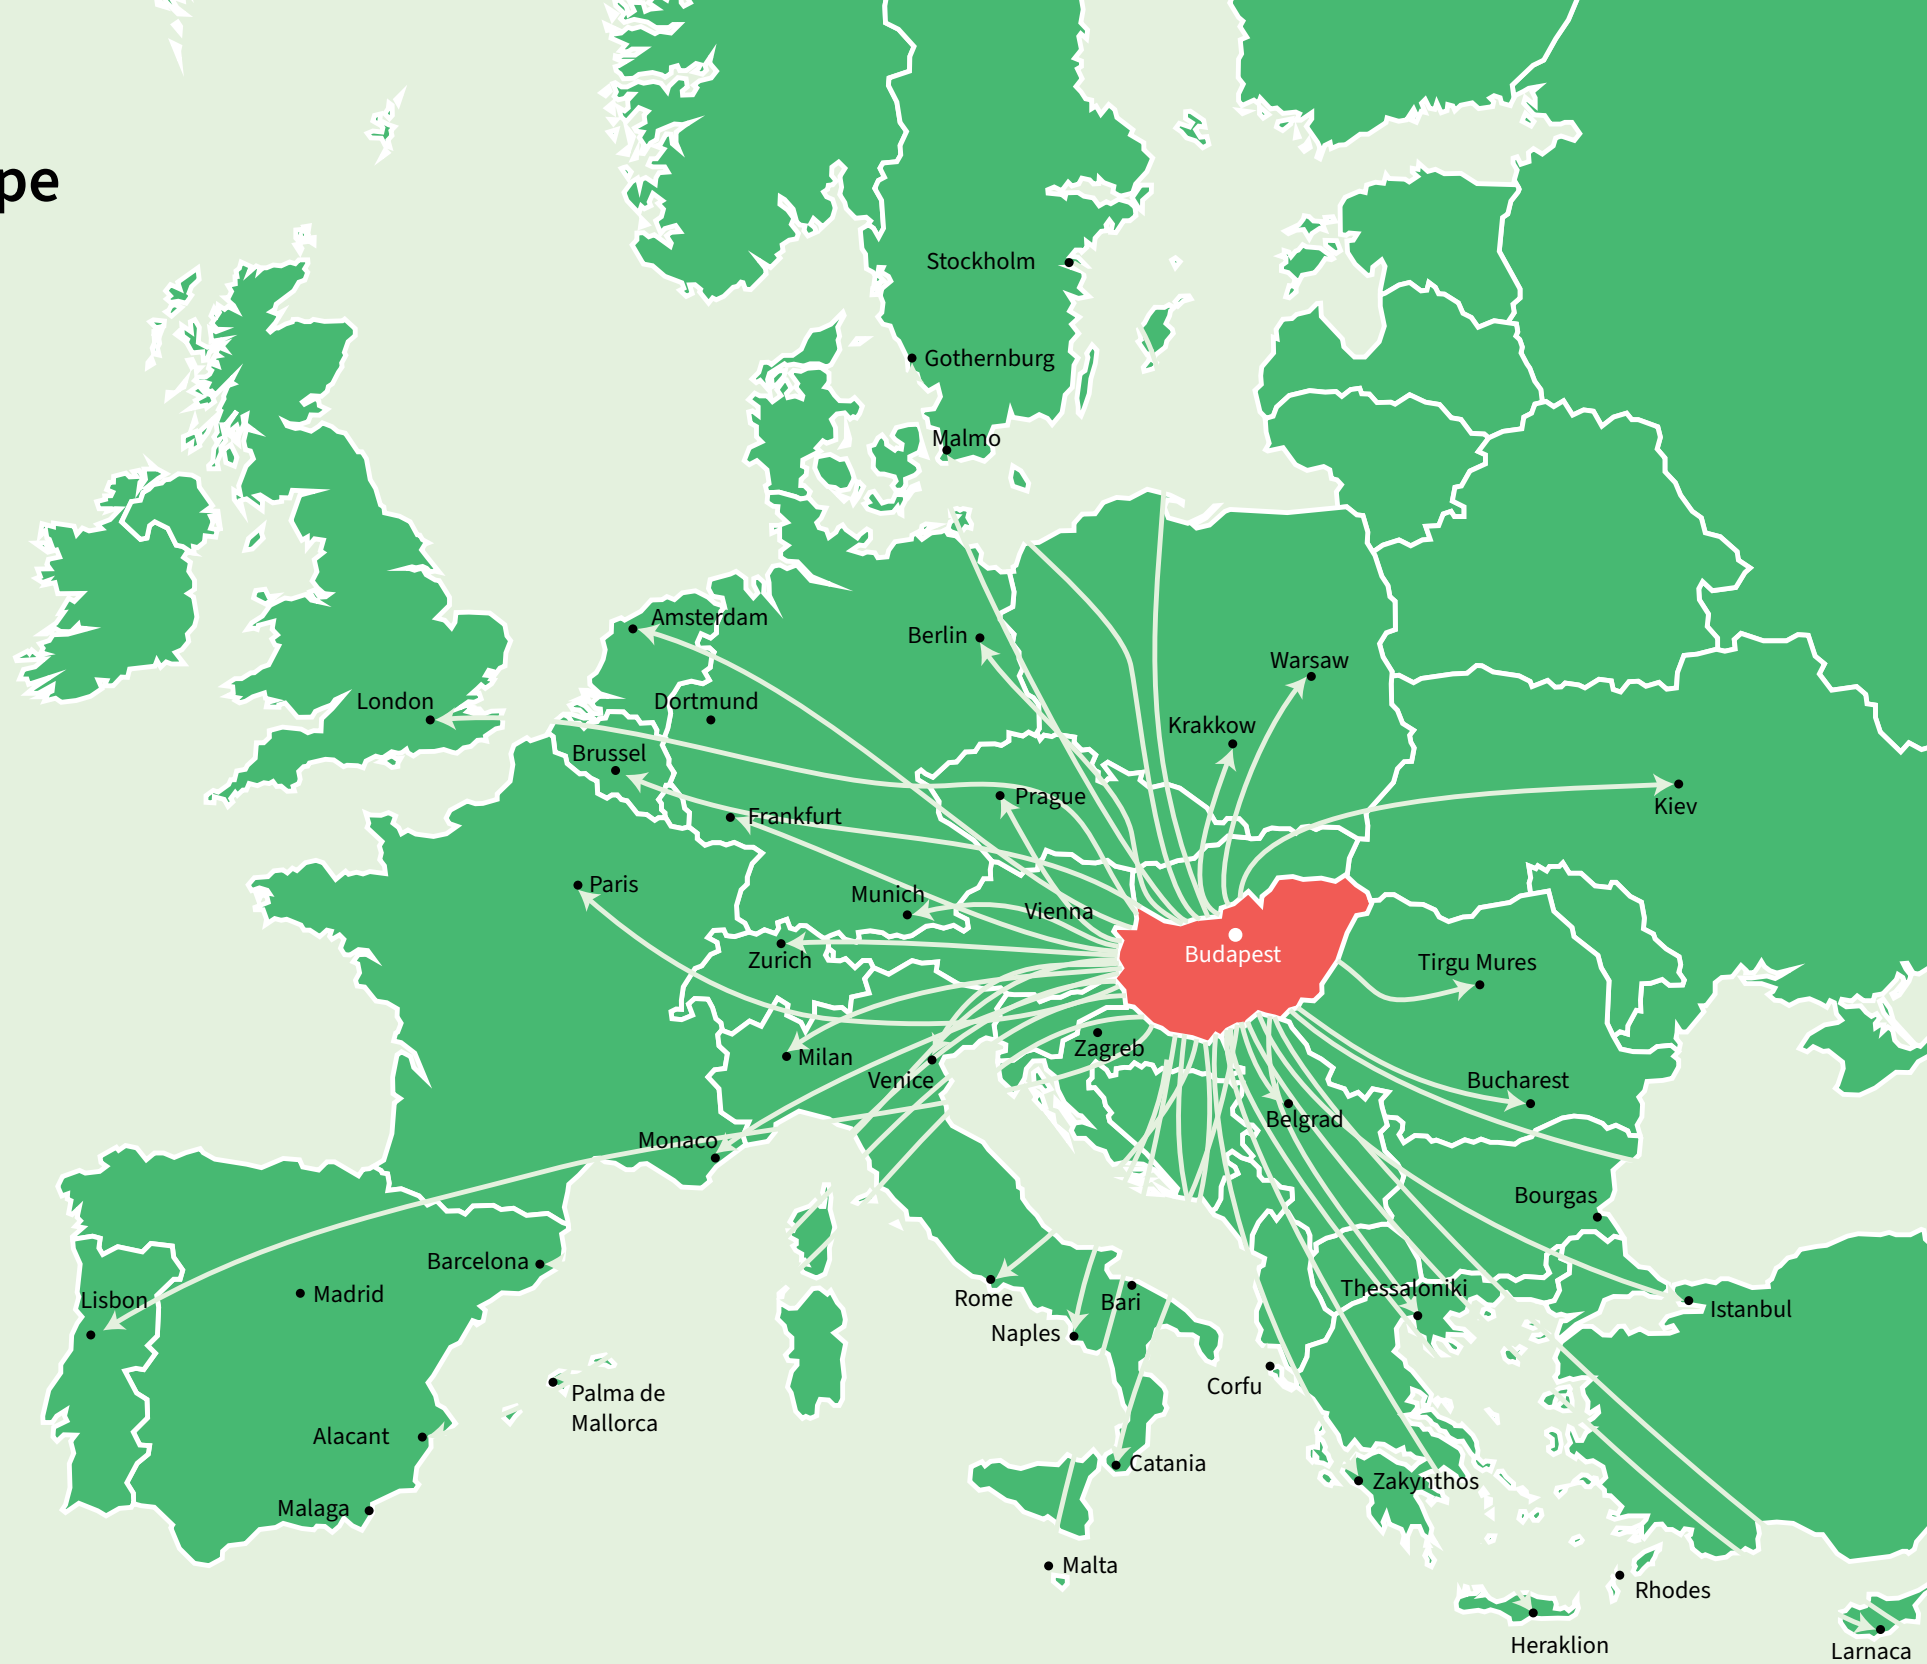 pe
Stockholm
Gothernburg
Malmo
Amsterdam
Berlin
Warsaw
London
Dortmund
Krakkow
Brussel
Prague
Kiev
Frankfurt
Paris
Munich
Vienna
Zurich
Budapest
Tirgu Mures
Milan
Zagreb
Venice
Bucharest
Belgrad
Monaco
Bourgas
Barcelona
Madrid
Lisbon
Rome
Bari
Thessaloniki
Istanbul
Naples
Corfu
Palma de
Mallorca
Alacant
Catania
Zakynthos
Malaga
Malta
Rhodes
Heraklion
Larnaca